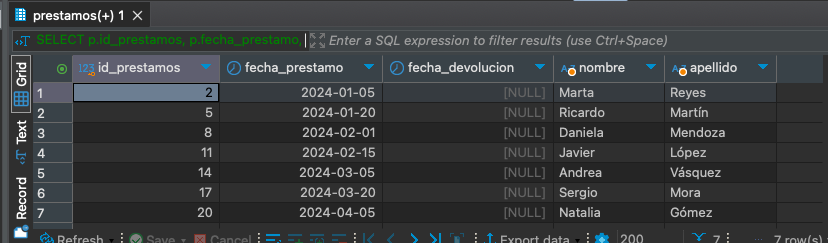 prestamos(+) 1
SELECT p.id_prestamos, p.fecha_prestamo, Enter a SQL expression to filter results (use Ctrl+Space)
Grid
Text
Record
123 id_prestamos fecha_prestamo fecha_devolucion A-Z nombre A-Z apellido
1 2 2024-01-05 [NULL] Marta Reyes
2 5 2024-01-20 [NULL] Ricardo Martín
3 8 2024-02-01 [NULL] Daniela Mendoza
4 11 2024-02-15 [NULL] Javier López
5 14 2024-03-05 [NULL] Andrea Vásquez
6 17 2024-03-20 [NULL] Sergio Mora
7 20 2024-04-05 [NULL] Natalia Gómez
Refresh Save Cancel Export data 200 7 7 row(s)